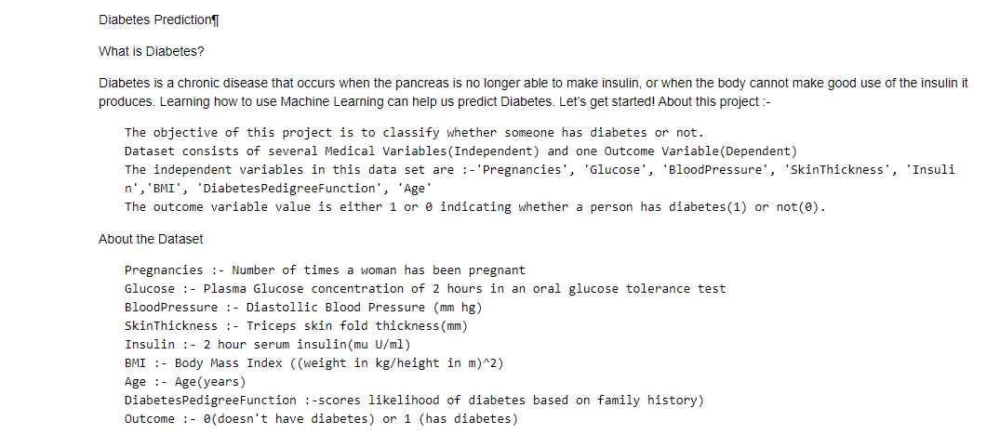 Diabetes Prediction¶
What is Diabetes?
Diabetes is a chronic disease that occurs when the pancreas is no longer able to make insulin, or when the body cannot make good use of the insulin it
produces. Learning how to use Machine Learning can help us predict Diabetes. Let's get started! About this project :-
The objective of this project is to classify whether someone has diabetes or not.
Dataset consists of several Medical Variables(Independent) and one Outcome Variable(Dependent)
The independent variables in this data set are :-'Pregnancies', 'Glucose', 'BloodPressure', 'SkinThickness', 'Insuli
n','BMI', 'DiabetesPedigreeFunction', 'Age'
The outcome variable value is either 1 or 0 indicating whether a person has diabetes(1) or not(0).
About the Dataset
Pregnancies :- Number of times a woman has been pregnant
Glucose :- Plasma Glucose concentration of 2 hours in an oral glucose tolerance test
BloodPressure :- Diastollic Blood Pressure (mm hg)
SkinThickness :- Triceps skin fold thickness(mm)
Insulin :- 2 hour serum insulin(mu U/ml)
BMI :- Body Mass Index ((weight in kg/height in m)^2)
Age :- Age(years)
DiabetesPedigreeFunction :-scores likelihood of diabetes based on family history)
Outcome :- 0(doesn't have diabetes) or 1 (has diabetes)